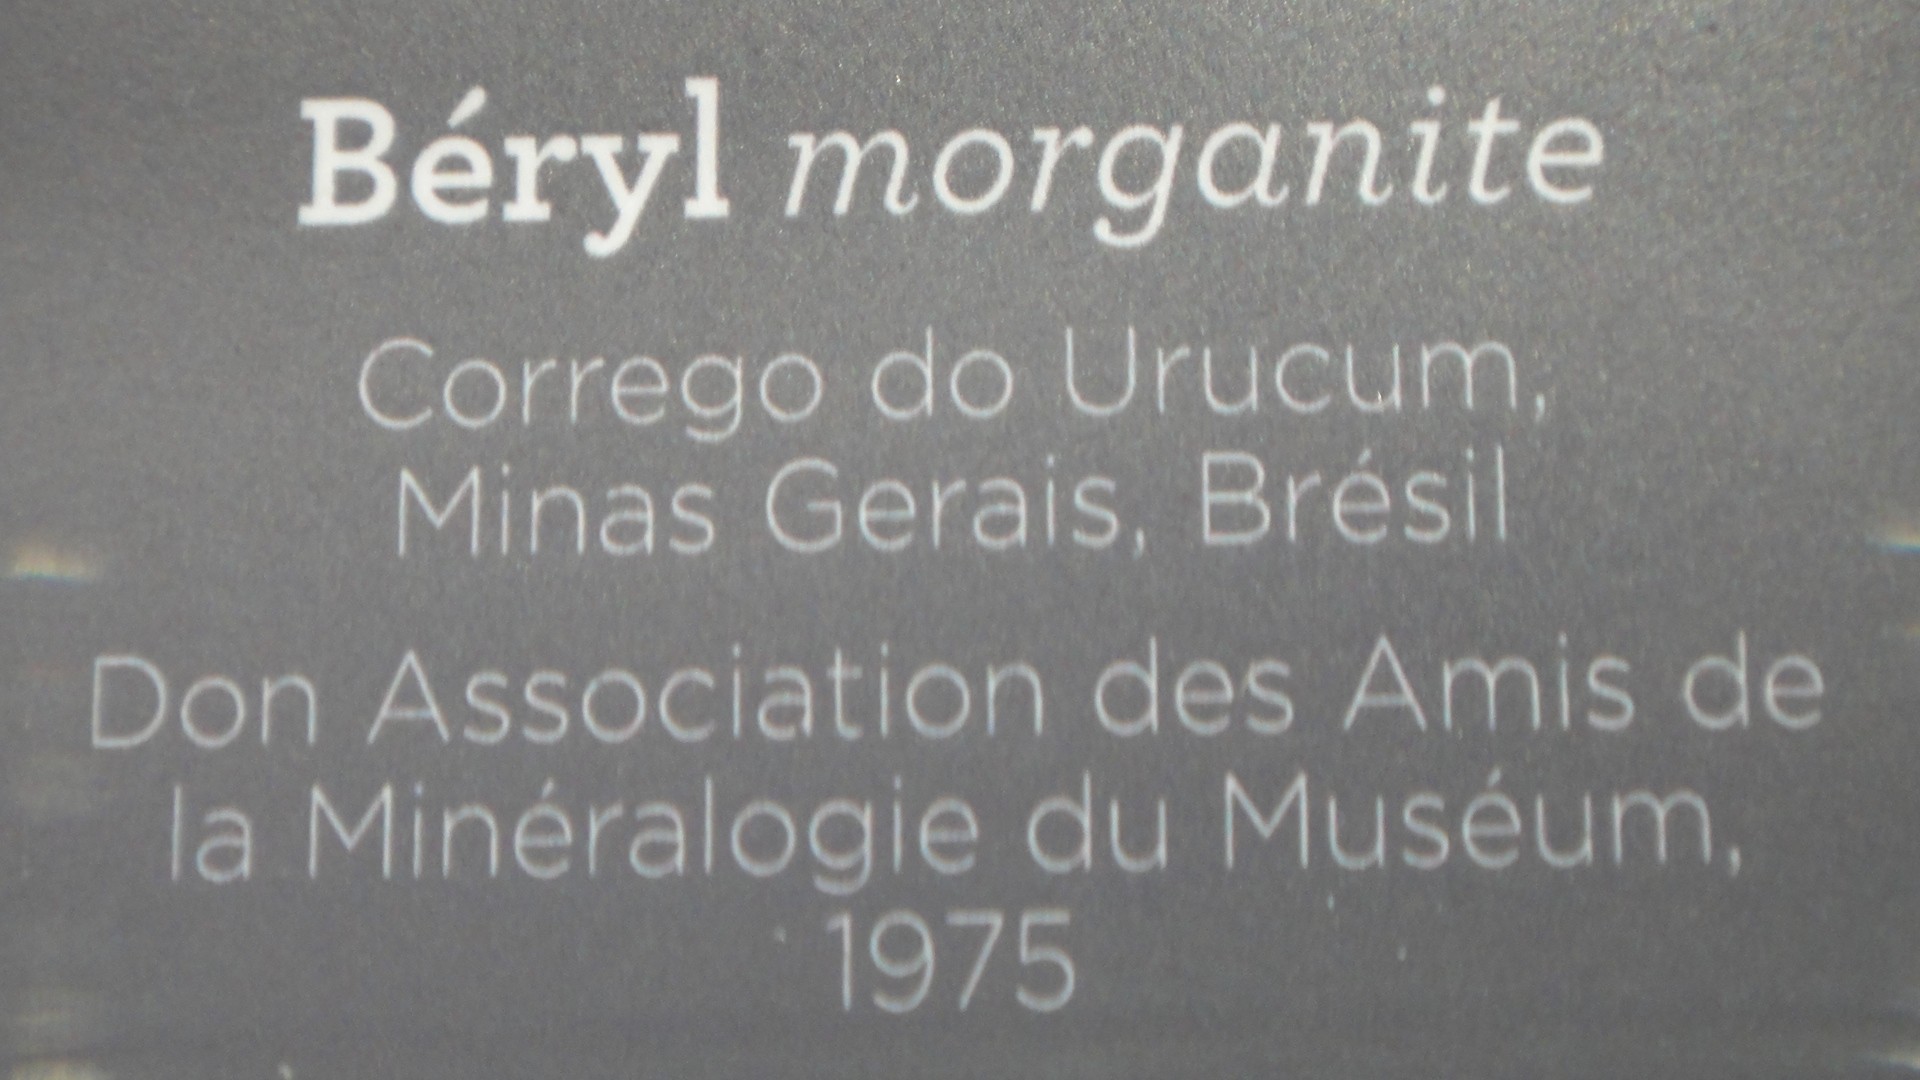 Béryl morganite
Corrego do Urucum,
Minas Gerais, Brésil
Don Association des Amis de
la Minéralogie du Muséum,
1975